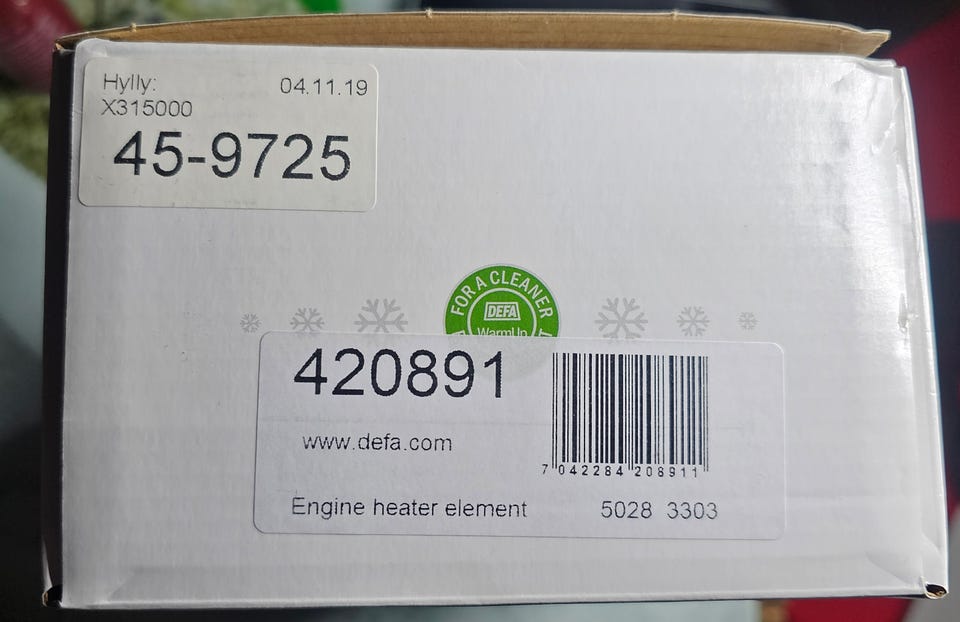 Hylly: 04.11.19
X315000
45-9725
FOR A CLEANER
DEFA
WarmUp
420891
www.defa.com
7 042284 208911
Engine heater element 5028 3303